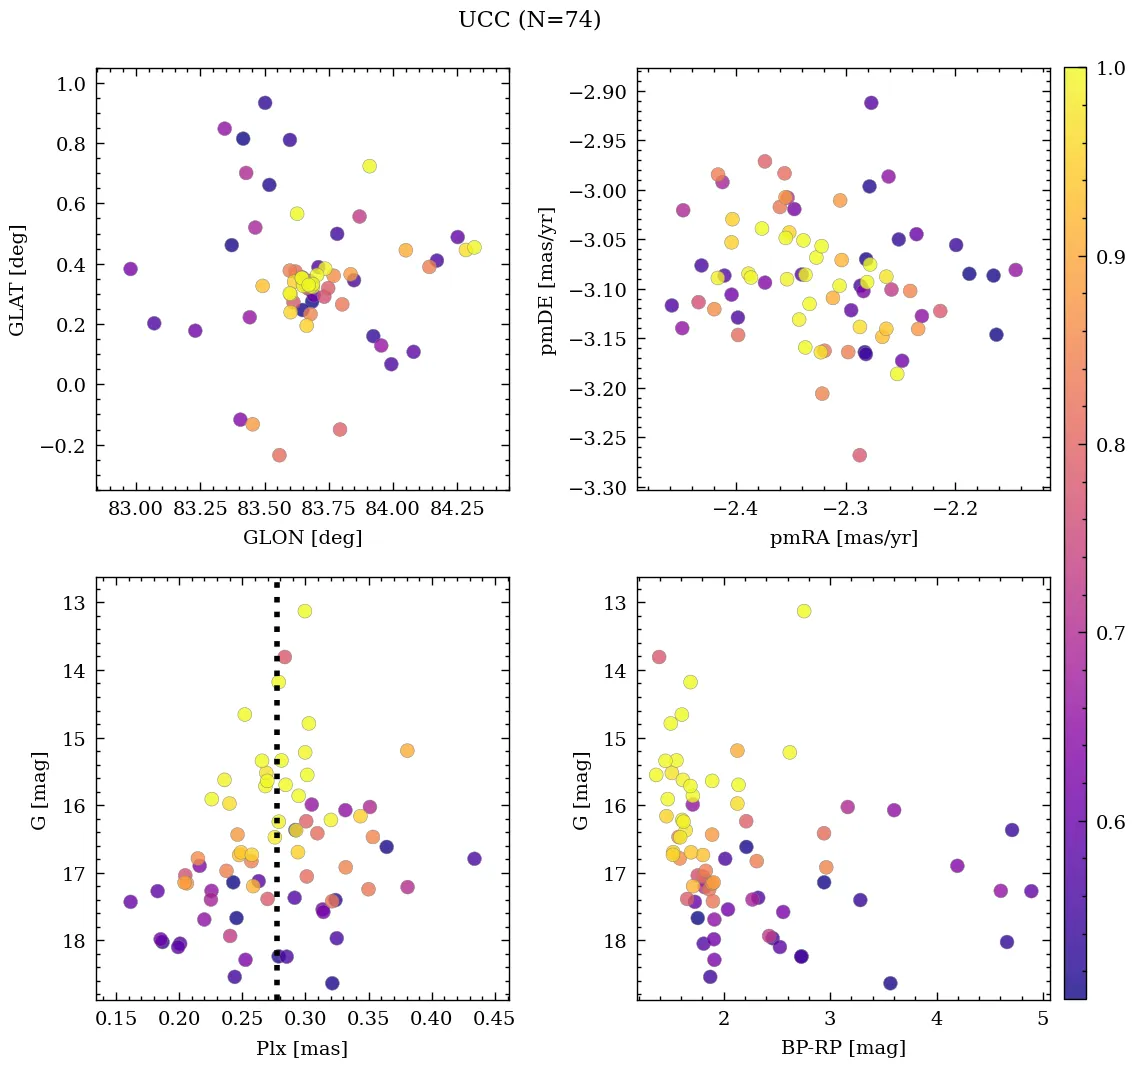 UCC (N=74)
1.0
0.8
0.6
0.4
0.2
0.0
−0.2
GLAT [deg]
83.00 83.25 83.50 83.75 84.00 84.25
GLON [deg]
−2.90
−2.95
−3.00
−3.05
−3.10
−3.15
−3.20
−3.25
−3.30
pmDE [mas/yr]
−2.4 −2.3 −2.2
pmRA [mas/yr]
13
14
15
16
17
18
G [mag]
0.15 0.20 0.25 0.30 0.35 0.40 0.45
Plx [mas]
13
14
15
16
17
18
G [mag]
2 3 4 5
BP-RP [mag]
1.0
0.9
0.8
0.7
0.6